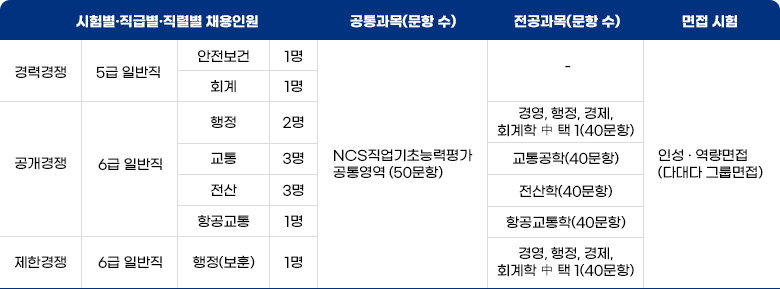 시험별·직급별·직렬별 채용인원 공통과목(문항 수) 전공과목(문항 수) 면접 시험
경력경쟁 5급 일반직 안전보건 1명 -
회계 1명
공개경쟁 6급 일반직 행정 2명 경영, 행정, 경제,
회계학 中 택 1(40문항)
교통 3명 교통공학(40문항)
NCS직업기초능력평가
공통영역 (50문항)
인성·역량면접
(다대다 그룹면접)
전산 3명 전산학(40문항)
항공교통 1명 항공교통학(40문항)
제한경쟁 6급 일반직 행정(보훈) 1명 경영, 행정, 경제,
회계학 中 택 1(40문항)